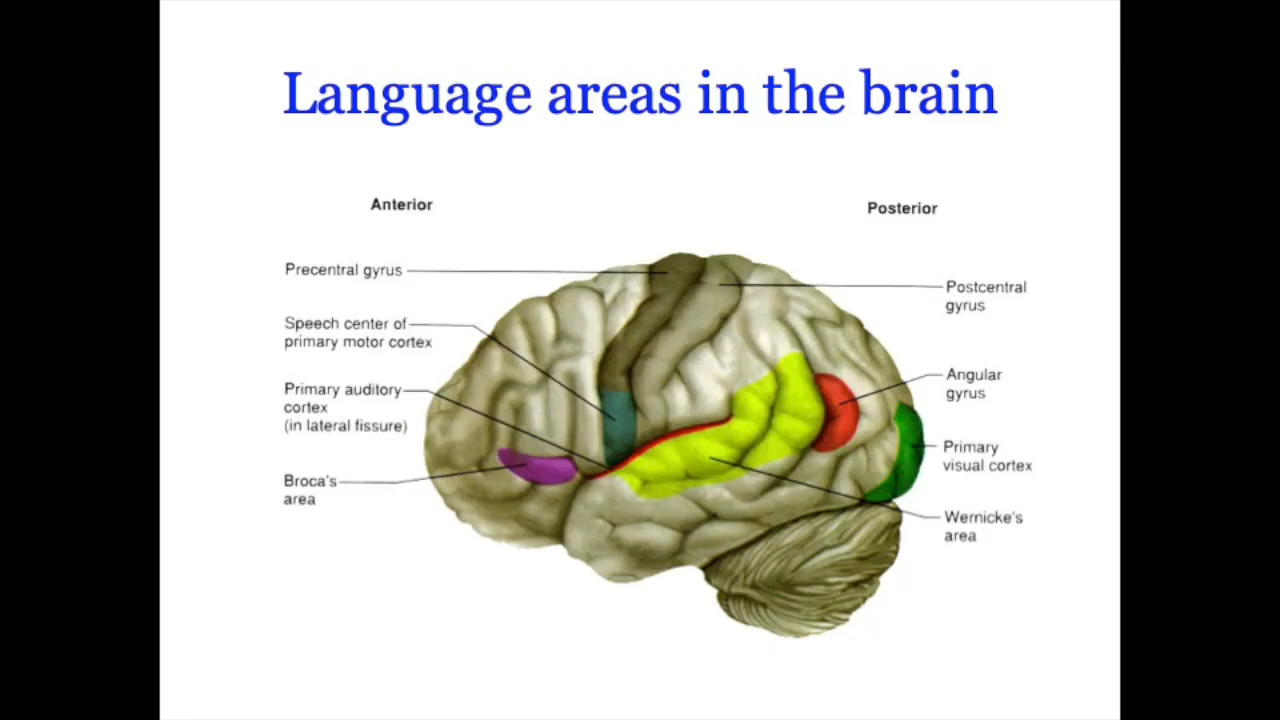 Language areas in the brain
Anterior
Posterior
Precentral gyrus
Postcentral
gyrus
Speech center of
primary motor cortex
Primary auditory
cortex
(in lateral fissure)
Angular
gyrus
Primary
visual cortex
Broca's
area
Wernicke's
area